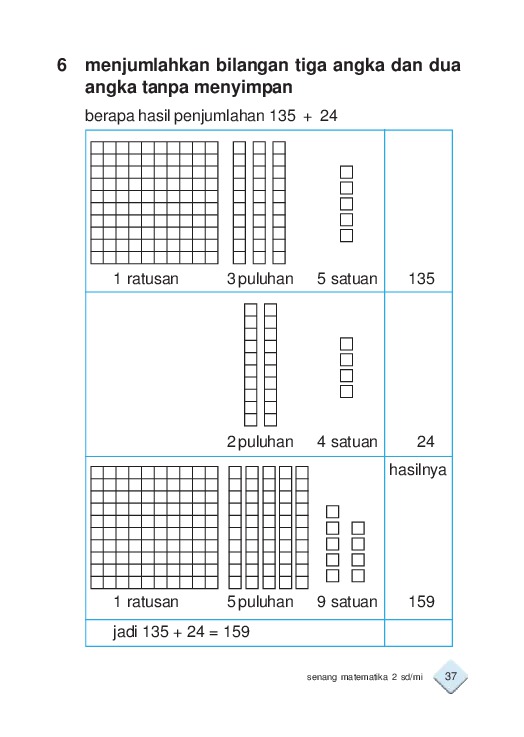 6 menjumlahkan bilangan tiga angka dan dua
angka tanpa menyimpan
berapa hasil penjumlahan 135 + 24
1 ratusan 3 puluhan 5 satuan 135
2 puluhan 4 satuan 24
hasilnya
1 ratusan 5 puluhan 9 satuan 159
jadi 135 + 24 = 159
senang matematika 2 sd/mi 37